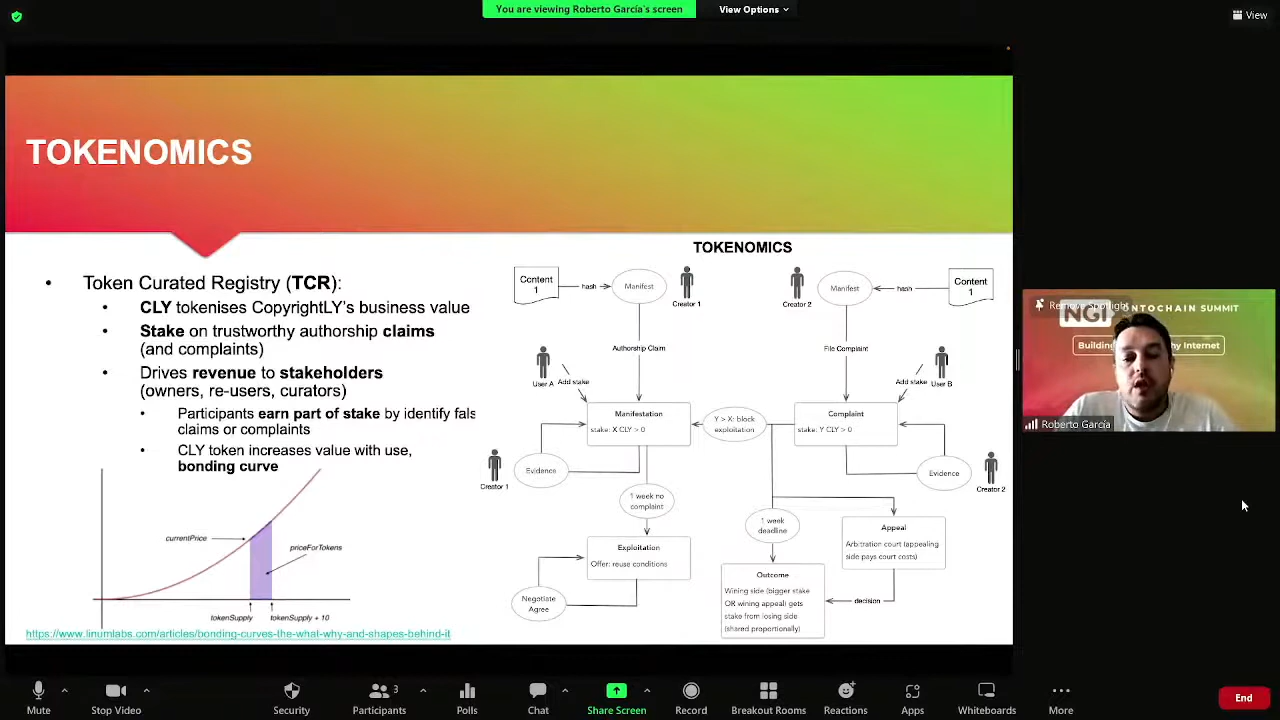 You are viewing Roberto García's screen
View Options
View
TOKENOMICS
• Token Curated Registry (TCR):
• CLY tokenises CopyrightLY's business value
• Stake on trustworthy authorship claims
(and complaints)
• Drives revenue to stakeholders
(owners, re-users, curators)
• Participants earn part of stake by identify fals
claims or complaints
• CLY token increases value with use,
bonding curve
currentPrice
priceForTokens
tokenSupply
tokenSupply + 10
https://www.linumlabs.com/articles/bonding-curves-the-what-why-and-shapes-behind-it
TOKENOMICS
Content
1
hash
Manifest
Creator 1
Creator 2
Manifest
hash
Content
1
Authorship Claim
File Complaint
User A
Add stake
Add stake
User B
Manifestation
stake: X CLY > 0
Y > X: block
exploitation
Complaint
stake: Y CLY > 0
Creator 1
Evidence
Evidence
Creator 2
1 week no
complaint
1 week
deadline
Appeal
Arbitration court (appealing
side pays court costs)
Exploitation
Offer: reuse conditions
Negotiate
Agree
Outcome
Wining side (bigger stake
OR wining appeal) gets
stake from losing side
(shared proportionally)
decision
NGI
ONTOCHAIN SUMMIT
Building
hy Internet
Roberto García
Mute
Stop Video
Security
Participants
3
Polls
Chat
Share Screen
Record
Breakout Rooms
Reactions
Apps
Whiteboards
More
End